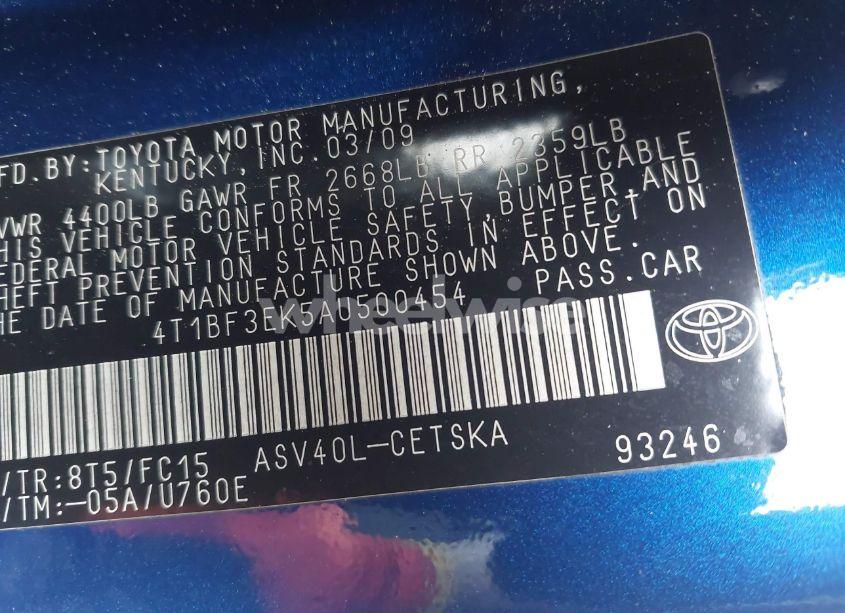 FD.BY:TOYOTA MOTOR MANUFACTURING,
KENTUCKY, INC. 03/09
VWR 4400LB GAWR FR 2668LB RR 2359LB
HIS VEHICLE CONFORMS TO ALL APPLICABLE
EDERAL MOTOR VEHICLE SAFETY,BUMPER,AND
HEFT PREVENTION STANDARDS IN EFFECT ON
HE DATE OF MANUFACTURE SHOWN ABOVE.
4T1BF3EK5AU500454 PASS.CAR
wheelwise
ASV40L-CETSKA 93246
/TR:8T5/FC15
/TM:-05A/U760E